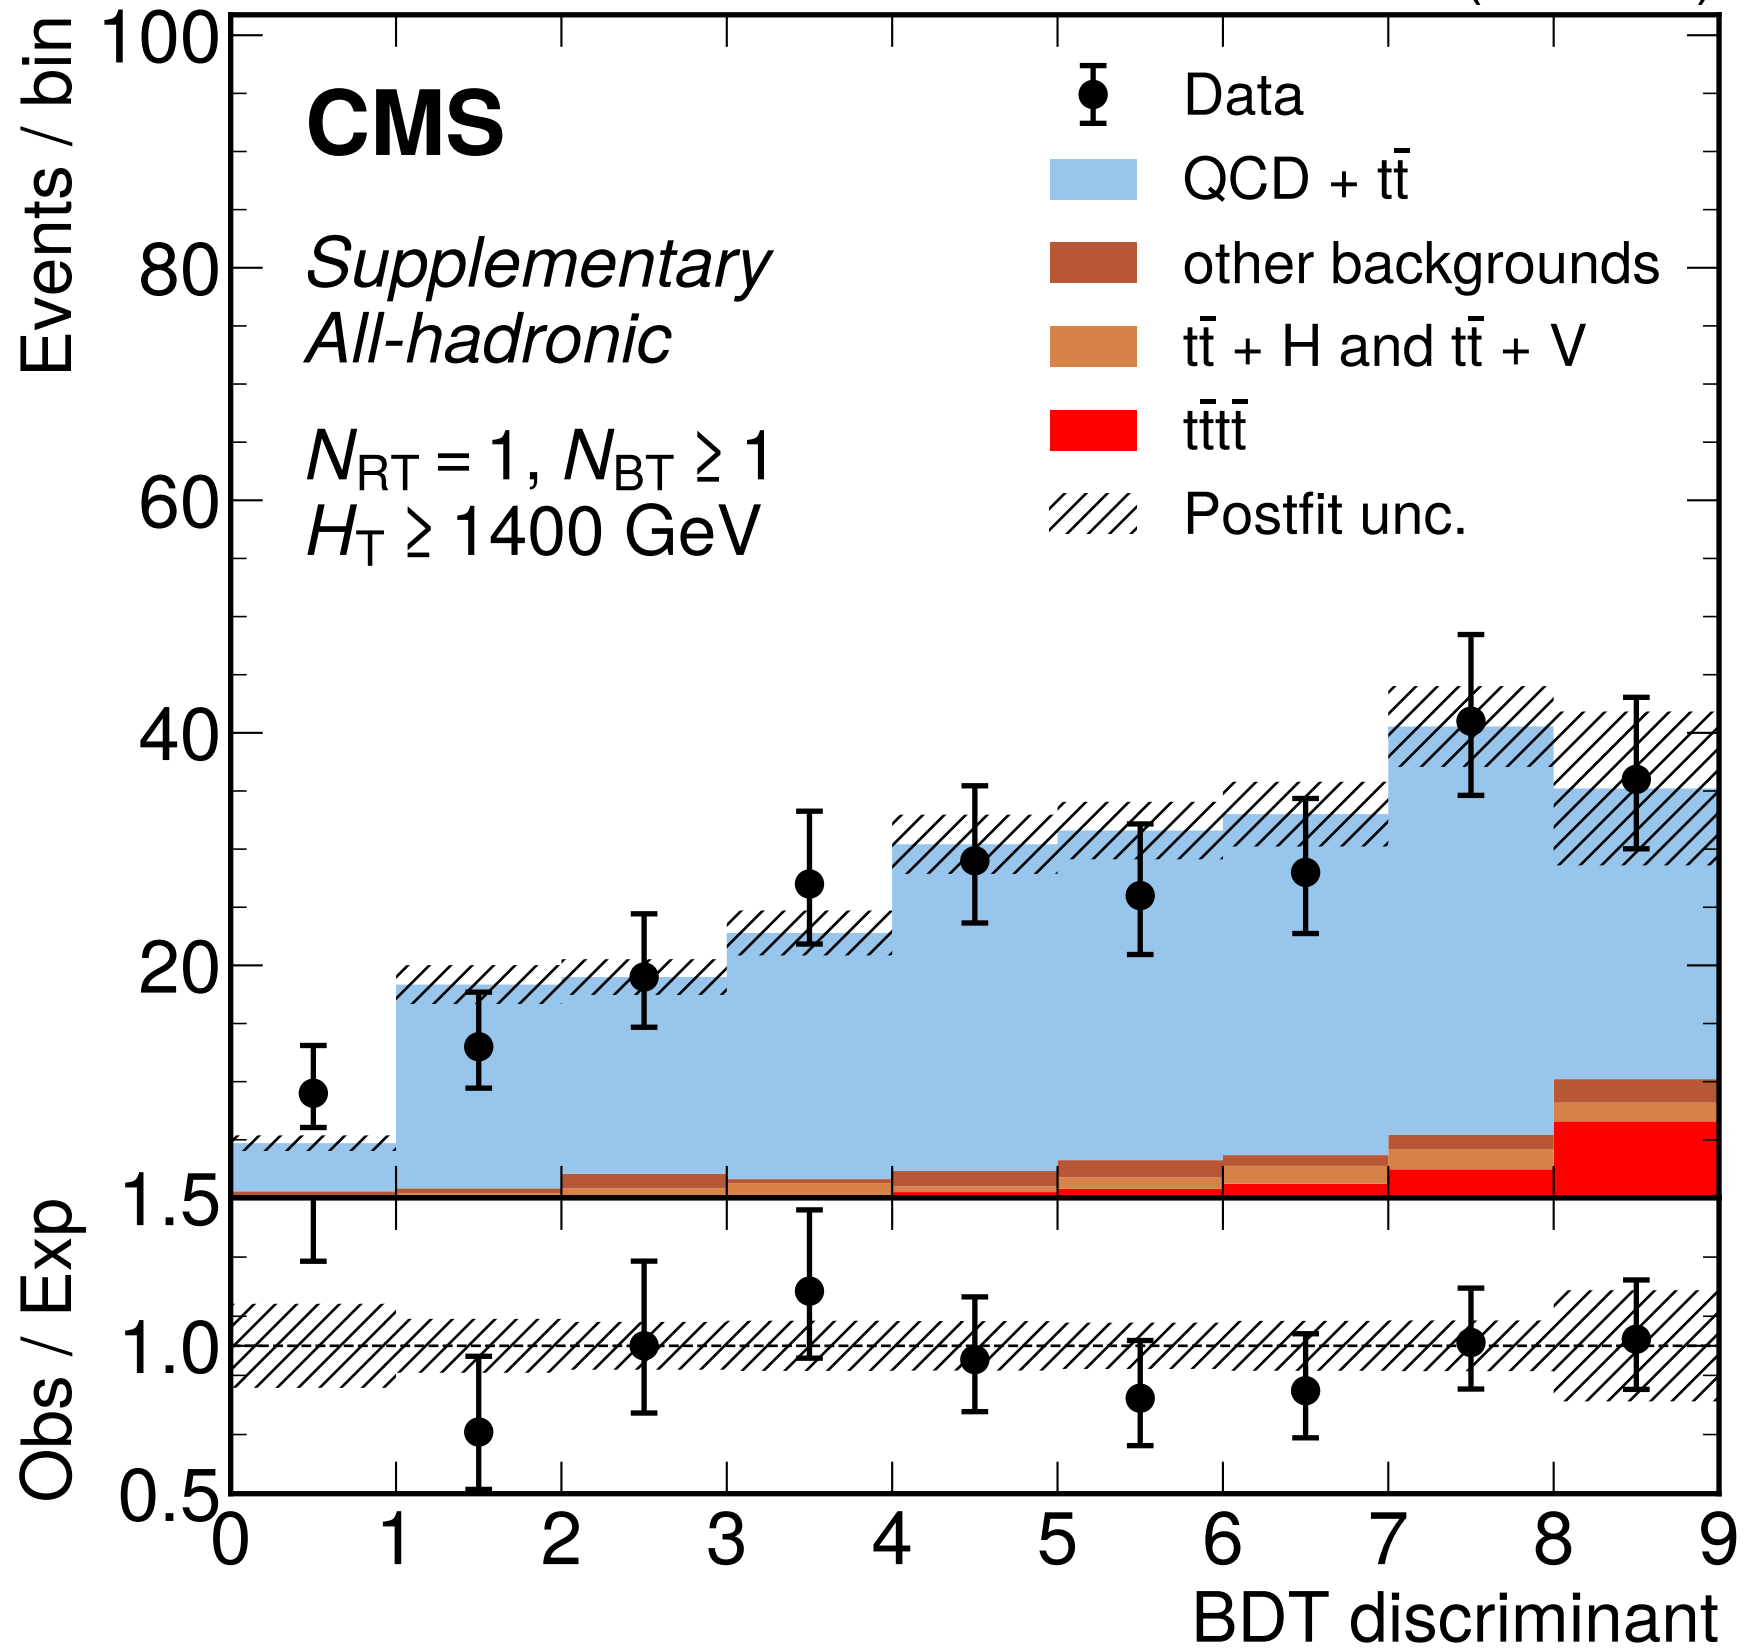 Events / bin
100
80
60
40
20
CMS
Supplementary
All-hadronic
N_RT = 1, N_BT ≥ 1
H_T ≥ 1400 GeV
Data
QCD + tt̄
other backgrounds
tt̄ + H and tt̄ + V
tt̄tt̄
Postfit unc.
Obs / Exp
1.5
1.0
0.5
0 1 2 3 4 5 6 7 8 9
BDT discriminant